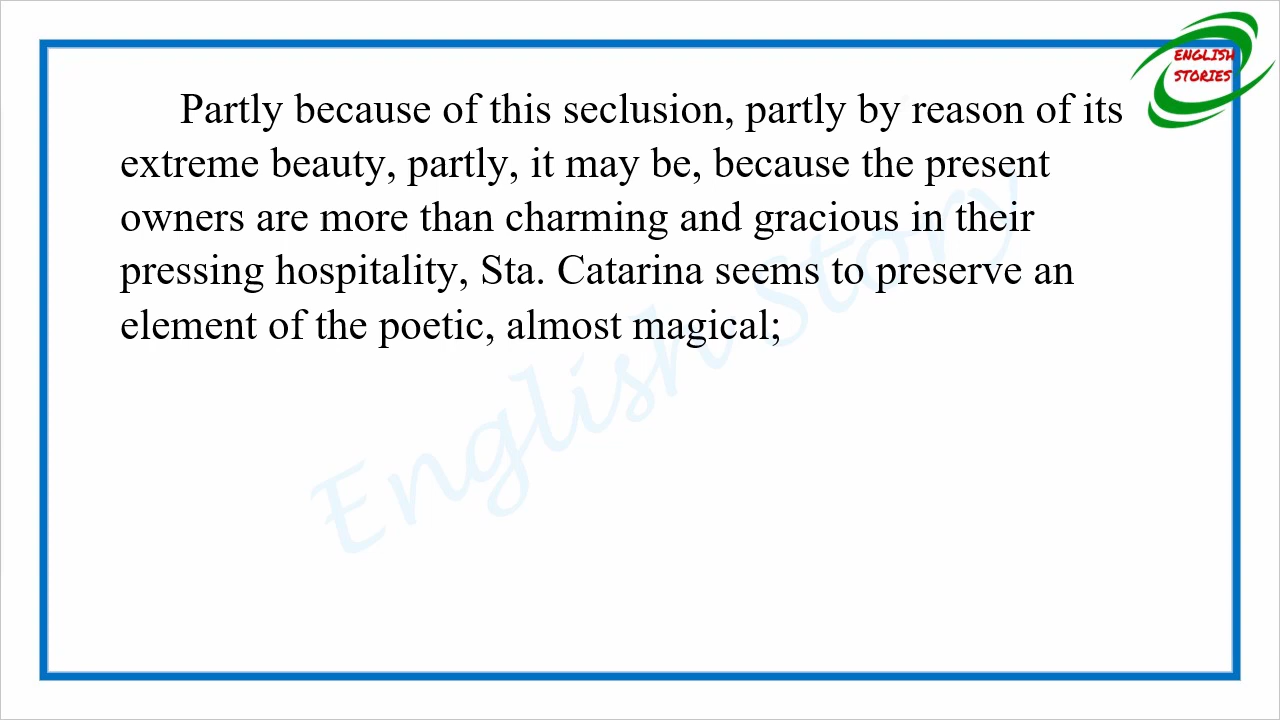 ENGLISH
STORIES
Partly because of this seclusion, partly by reason of its
extreme beauty, partly, it may be, because the present
owners are more than charming and gracious in their
pressing hospitality, Sta. Catarina seems to preserve an
element of the poetic, almost magical;
English Story